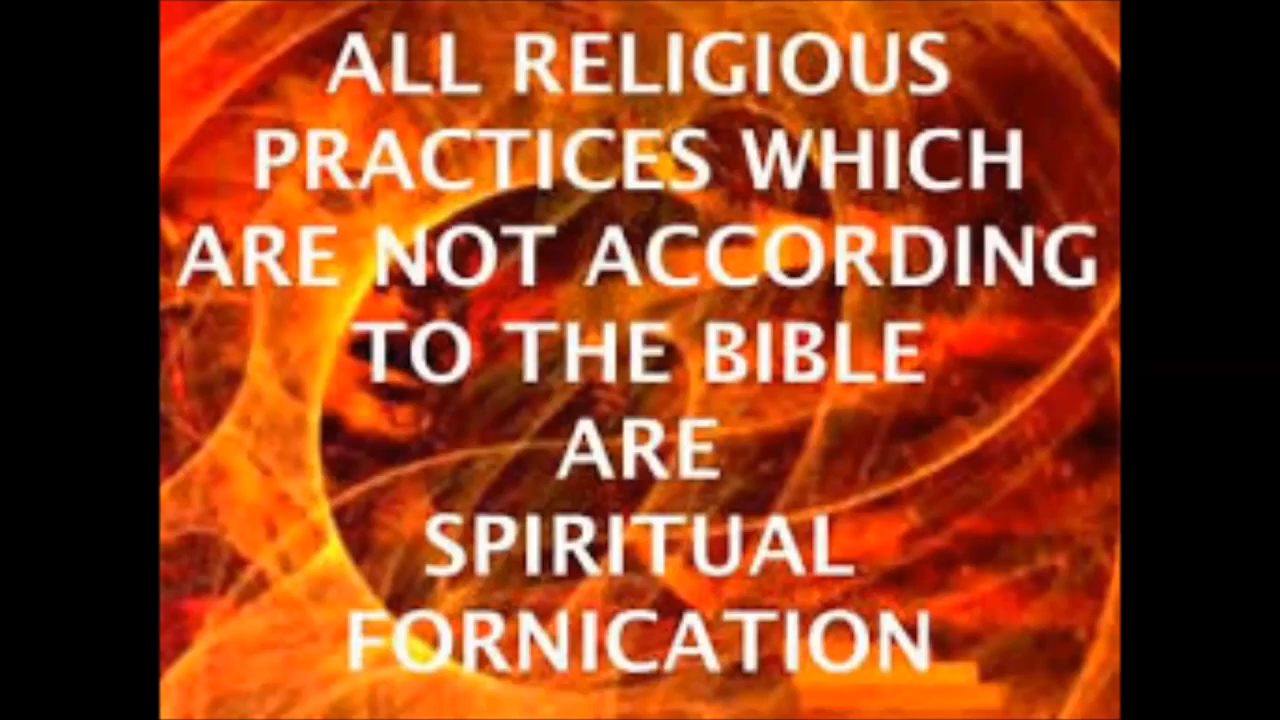 ALL RELIGIOUS
PRACTICES WHICH
ARE NOT ACCORDING
TO THE BIBLE
ARE
SPIRITUAL
FORNICATION